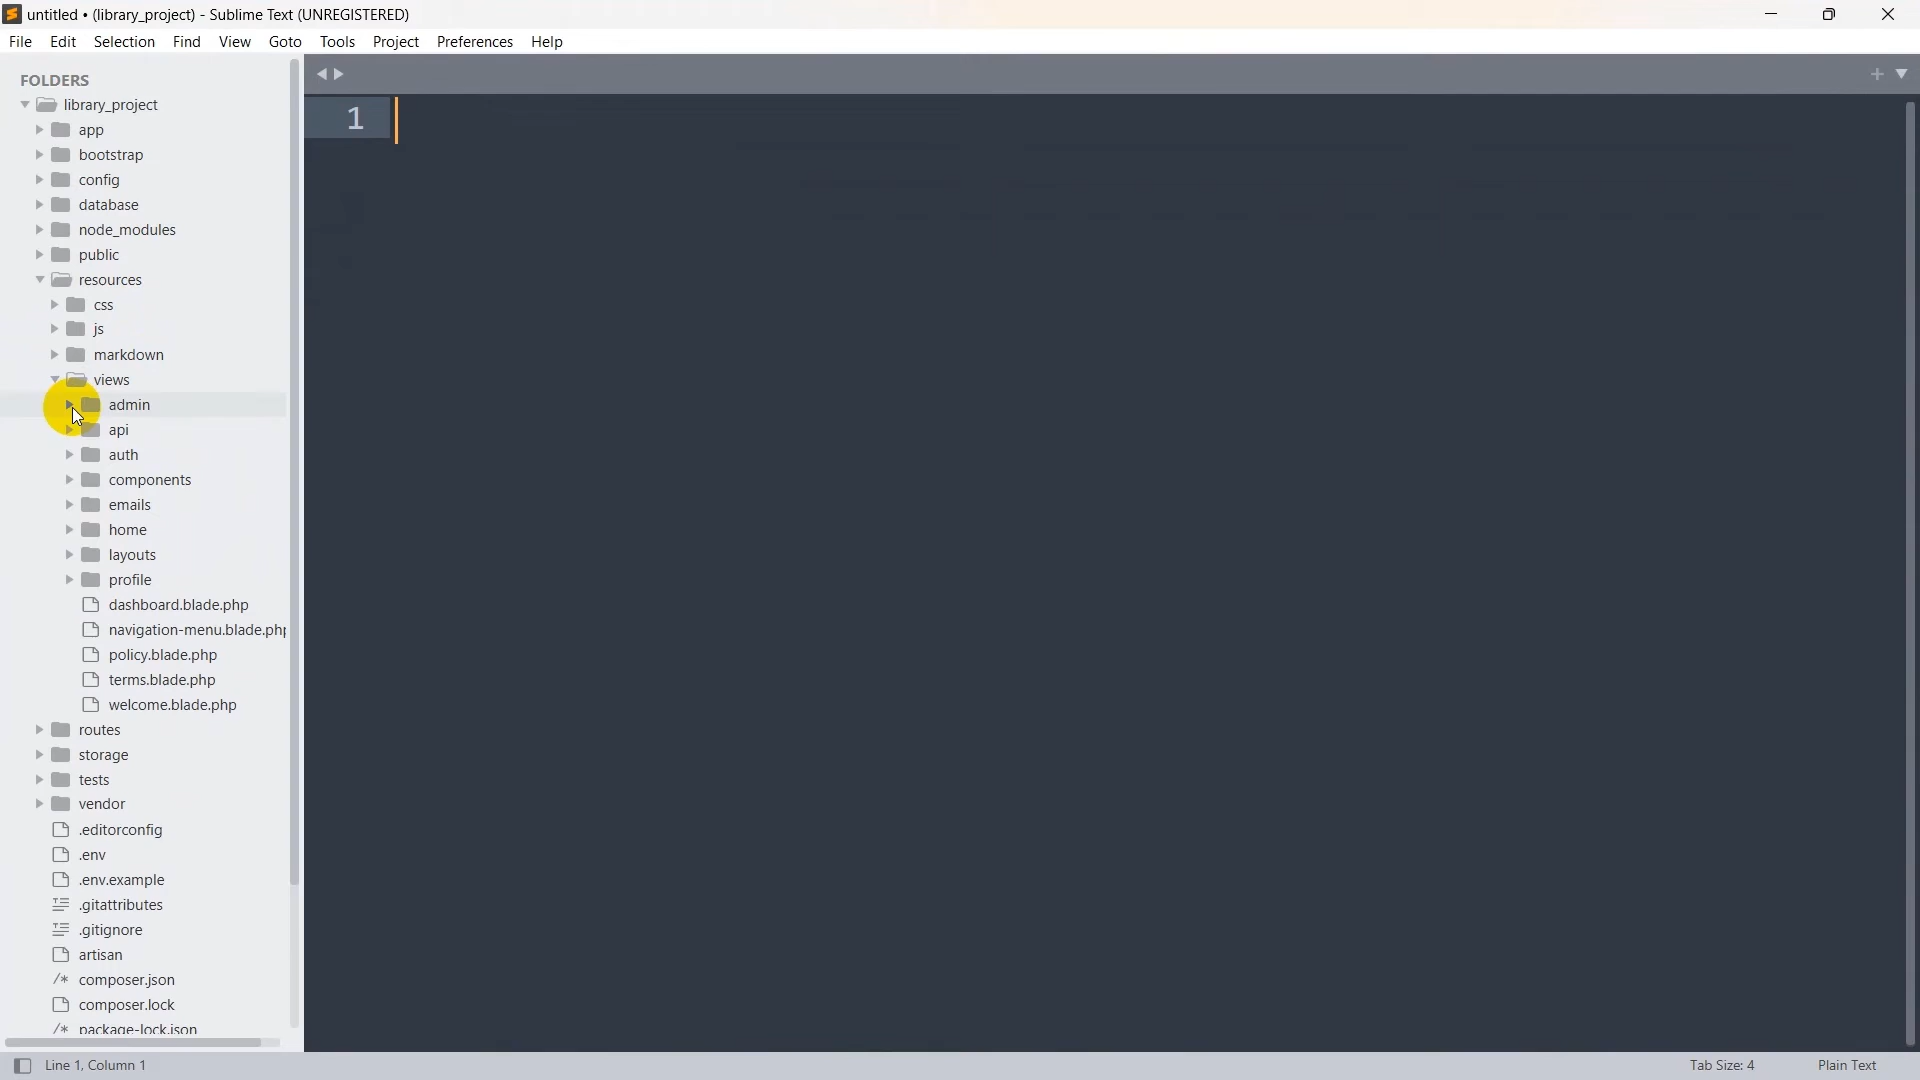 untitled • (library_project) - Sublime Text (UNREGISTERED)
File Edit Selection Find View Goto Tools Project Preferences Help
FOLDERS
library_project
app
bootstrap
config
database
node_modules
public
resources
css
js
markdown
views
admin
api
auth
components
emails
home
layouts
profile
dashboard.blade.php
navigation-menu.blade.php
policy.blade.php
terms.blade.php
welcome.blade.php
routes
storage
tests
vendor
.editorconfig
.env
.env.example
.gitattributes
.gitignore
artisan
/* composer.json
composer.lock
/* package-lock.json
1
Line 1, Column 1
Tab Size: 4
Plain Text